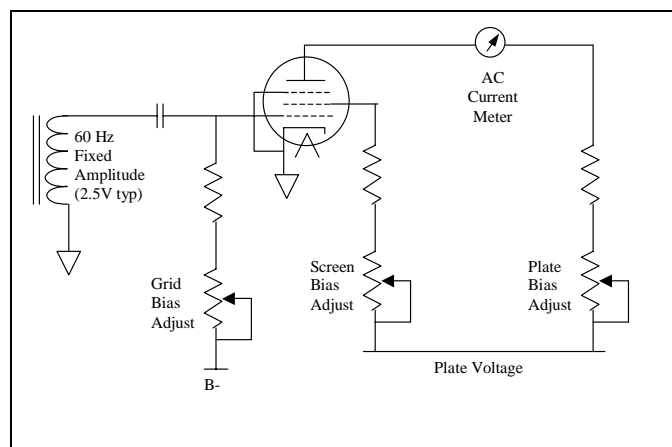 AC
Current
Meter
60 Hz
Fixed
Amplitude
(2.5V typ)
Grid
Bias
Adjust
Screen
Bias
Adjust
Plate
Bias
Adjust
Plate Voltage
B-